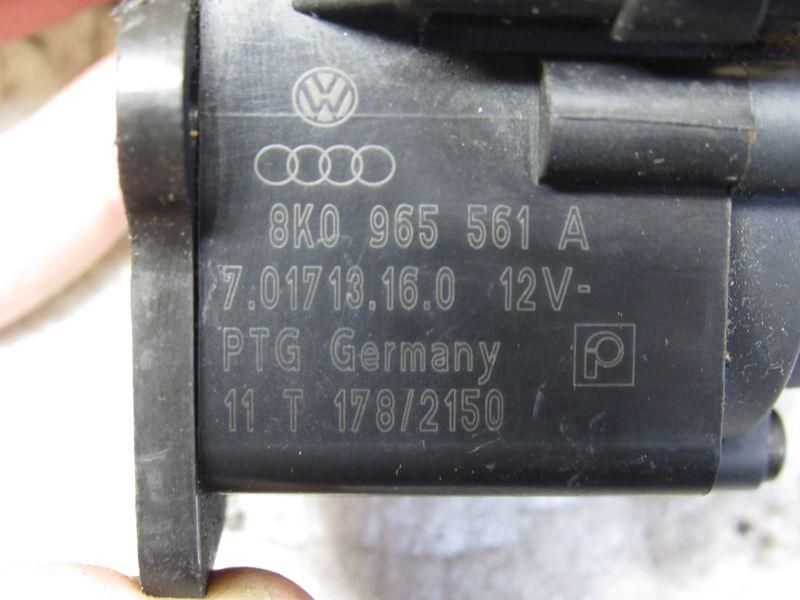 8K0 965 561 A
7.01713.16.0 12V-
PTG Germany
11 T 178/2150